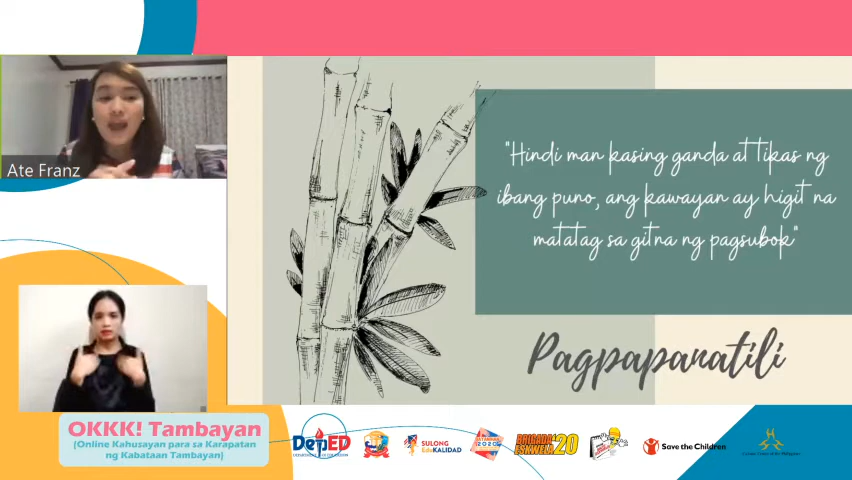 Ate Franz
"Hindi man kasing ganda at tikas ng
ibang puno, ang kawayan ay higit na
matatag sa gitna ng pagsubok"
Pagpapanatili
OKKK! Tambayan
(Online Kahusayan para sa Karapatan
ng Kabataan Tambayan)
DepED
SULONG
EduKALIDAD
BRIGADA
ESKWELA
'20
Save the Children